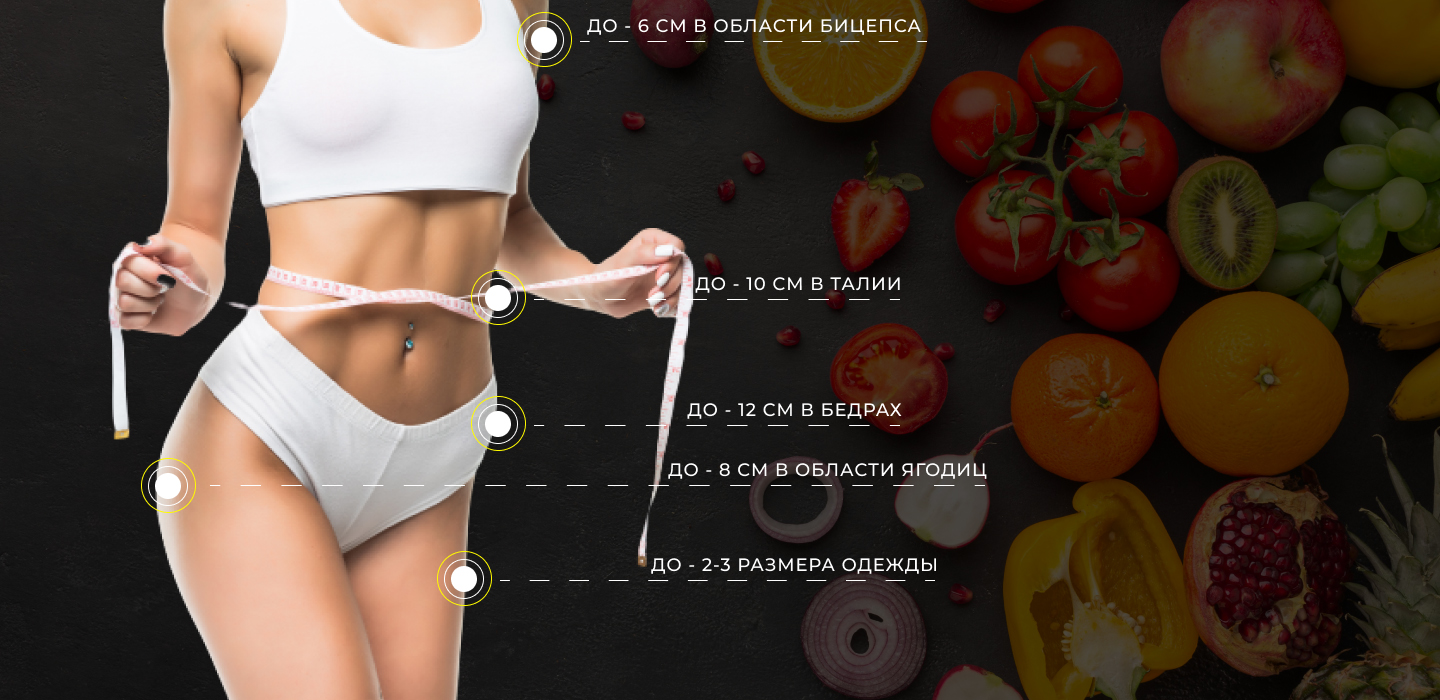 ДО - 6 СМ В ОБЛАСТИ БИЦЕПСА
ДО - 10 СМ В ТАЛИИ
ДО - 12 СМ В БЕДРАХ
ДО - 8 СМ В ОБЛАСТИ ЯГОДИЦ
ДО - 2-3 РАЗМЕРА ОДЕЖДЫ